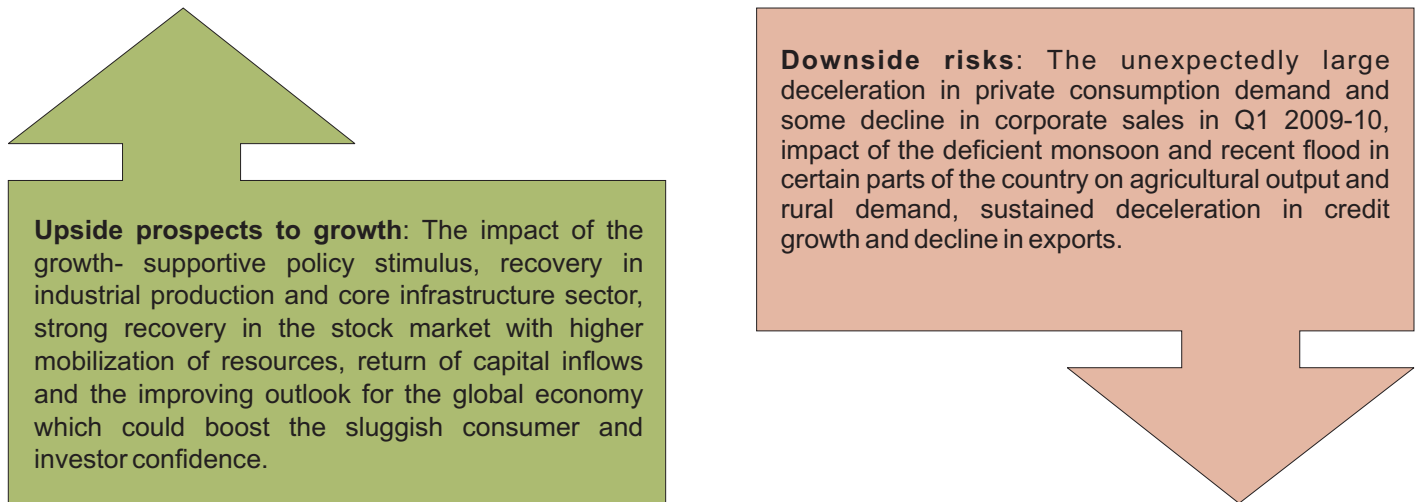 Upside prospects to growth: The impact of the
growth- supportive policy stimulus, recovery in
industrial production and core infrastructure sector,
strong recovery in the stock market with higher
mobilization of resources, return of capital inflows
and the improving outlook for the global economy
which could boost the sluggish consumer and
investor confidence.
Downside risks: The unexpectedly large
deceleration in private consumption demand and
some decline in corporate sales in Q1 2009-10,
impact of the deficient monsoon and recent flood in
certain parts of the country on agricultural output and
rural demand, sustained deceleration in credit
growth and decline in exports.